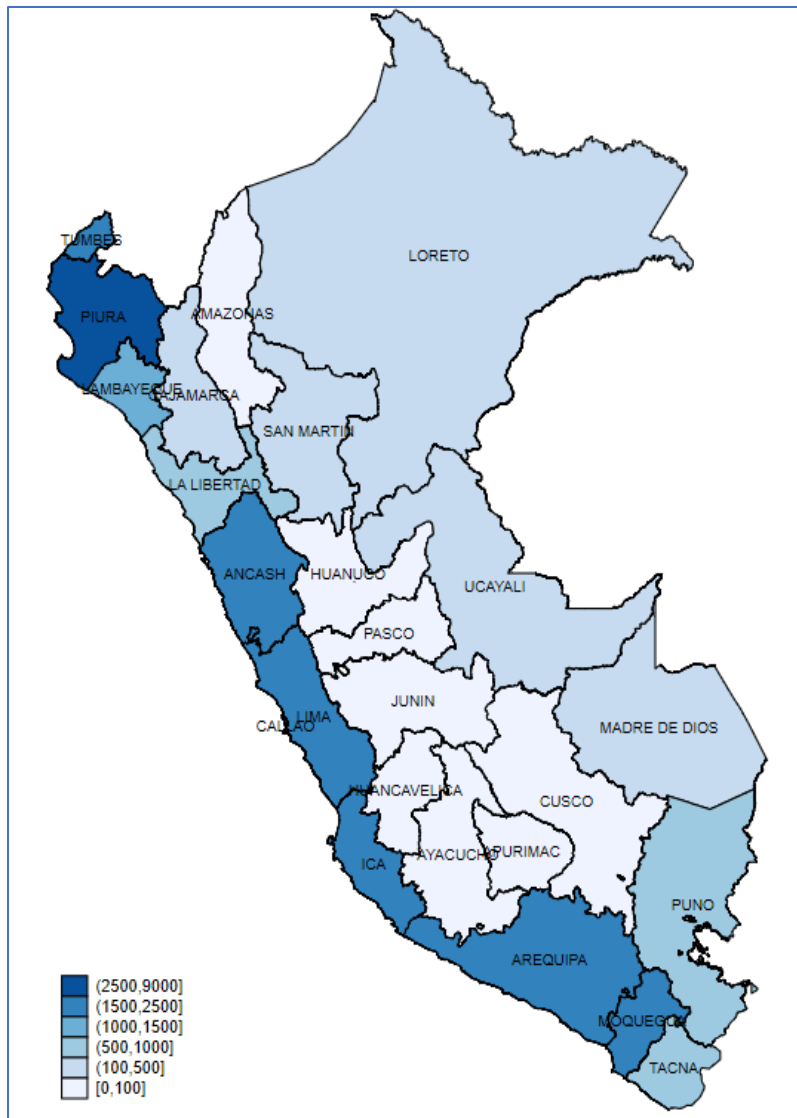 LORETO
TUMBES
AMAZONAS
PIURA
LAMBAYEQUE
CAJAMARCA
SAN MARTIN
LA LIBERTAD
ANCASH
HUANUCO
UCAYALI
PASCO
JUNIN
LIMA
CALLAO
MADRE DE DIOS
HUANCAVELICA
CUSCO
AYACUCHO
APURIMAC
ICA
PUNO
AREQUIPA
MOQUEGUA
TACNA
(2500,9000]
(1500,2500]
(1000,1500]
(500,1000]
(100,500]
[0,100]